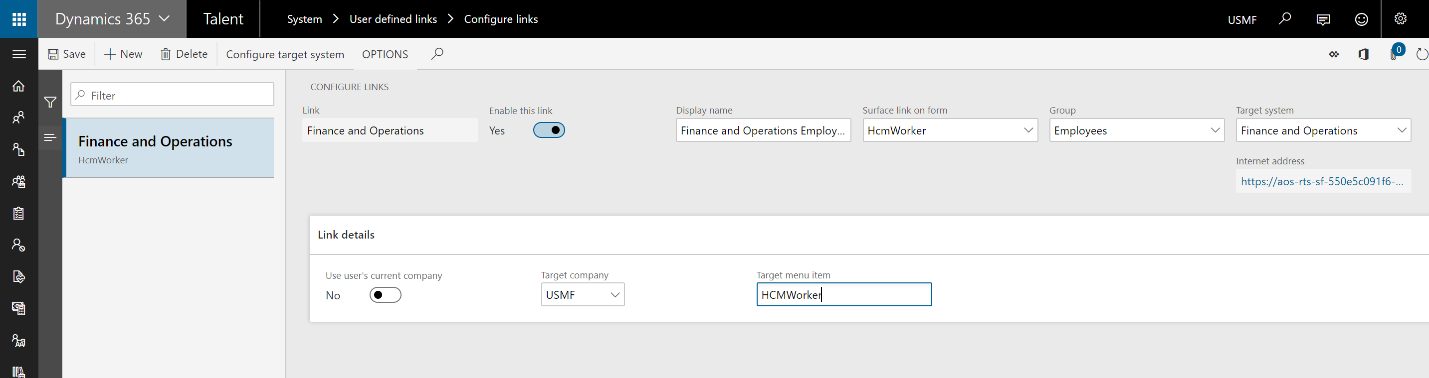 Dynamics 365 Talent System User defined links Configure links USMF
Save New Delete Configure target system OPTIONS 0
Filter
Finance and Operations
HcmWorker
CONFIGURE LINKS
Link Enable this link Display name Surface link on form Group Target system
Finance and Operations Yes Finance and Operations Employ... HcmWorker Employees Finance and Operations
Internet address
https://aos-rts-sf-550e5c091f6-...
Link details
Use user's current company Target company Target menu item
No USMF HCMWorker